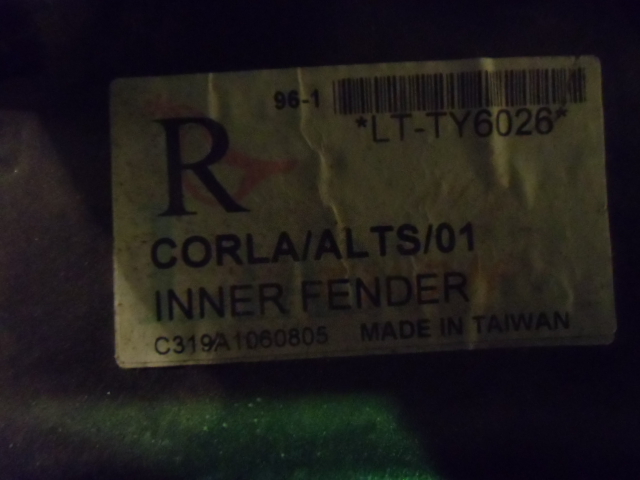 96-1
*LT-TY6026*
R
CORLA/ALTS/01
INNER FENDER
C319A1060805 MADE IN TAIWAN